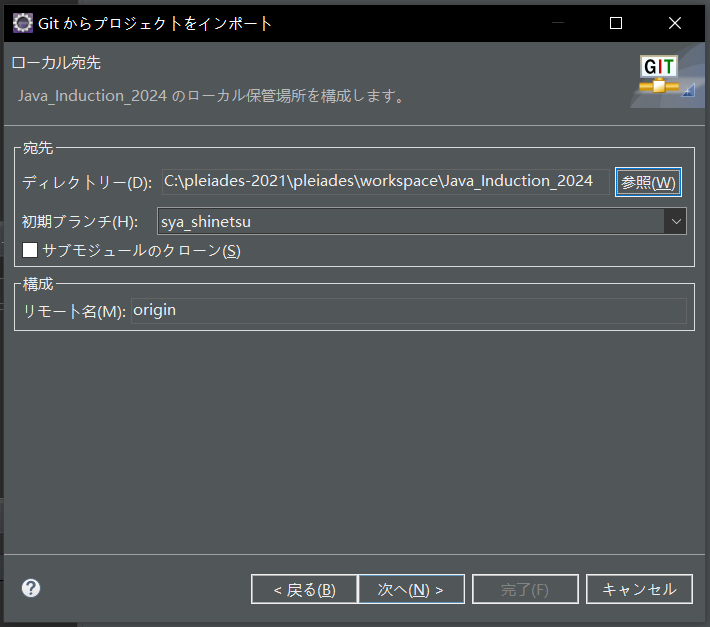 Git からプロジェクトをインポート
ローカル宛先
Java_Induction_2024 のローカル保管場所を構成します。
GIT
宛先
ディレクトリー(D): C:\pleiades-2021\pleiades\workspace\Java_Induction_2024 参照(W)
初期ブランチ(H): sya_shinetsu
サブモジュールのクローン(S)
構成
リモート名(M): origin
? < 戻る(B) 次へ(N) > 完了(F) キャンセル